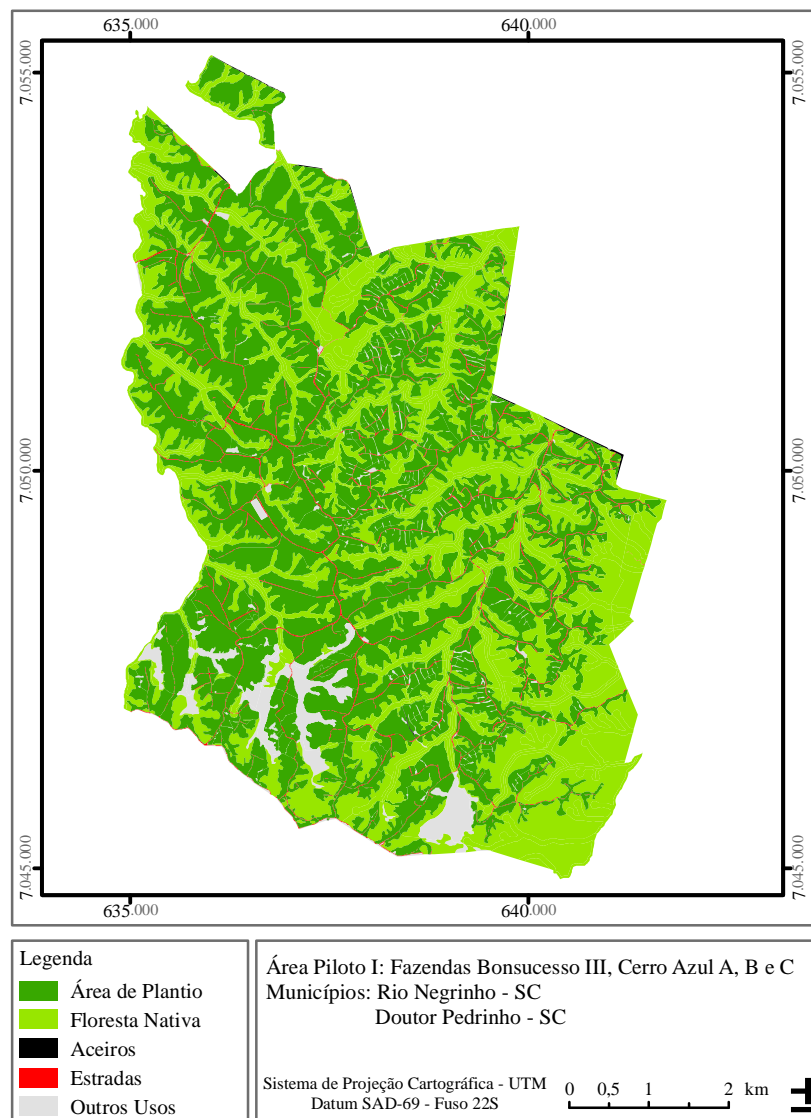 635.000 640.000
7.055.000 7.055.000
7.050.000 7.050.000
7.045.000 7.045.000
635.000 640.000
Legenda
Área de Plantio
Floresta Nativa
Aceiros
Estradas
Outros Usos
Área Piloto I: Fazendas Bonsucesso III, Cerro Azul A, B e C
Municípios: Rio Negrinho - SC
Doutor Pedrinho - SC
Sistema de Projeção Cartográfica - UTM
Datum SAD-69 - Fuso 22S
0 0,5 1 2 km